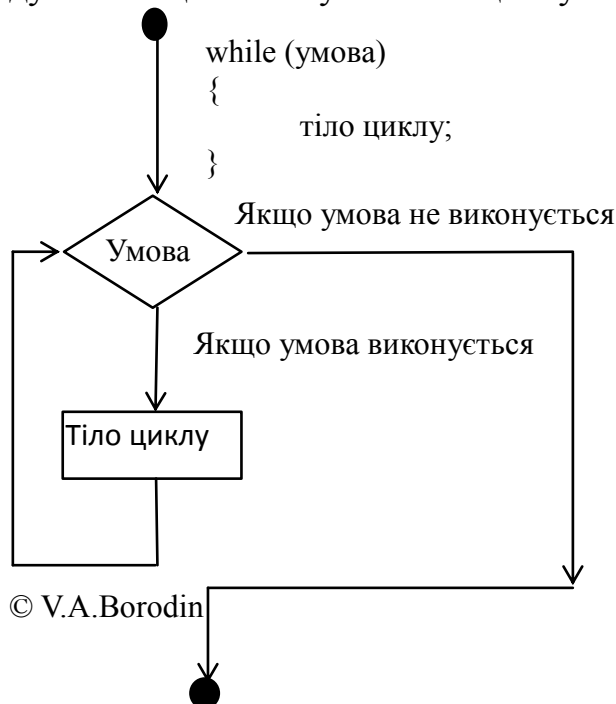 while (умова)
{
тіло циклу;
}
Якщо умова не виконується
Умова
Якщо умова виконується
Тіло циклу
© V.A.Borodin